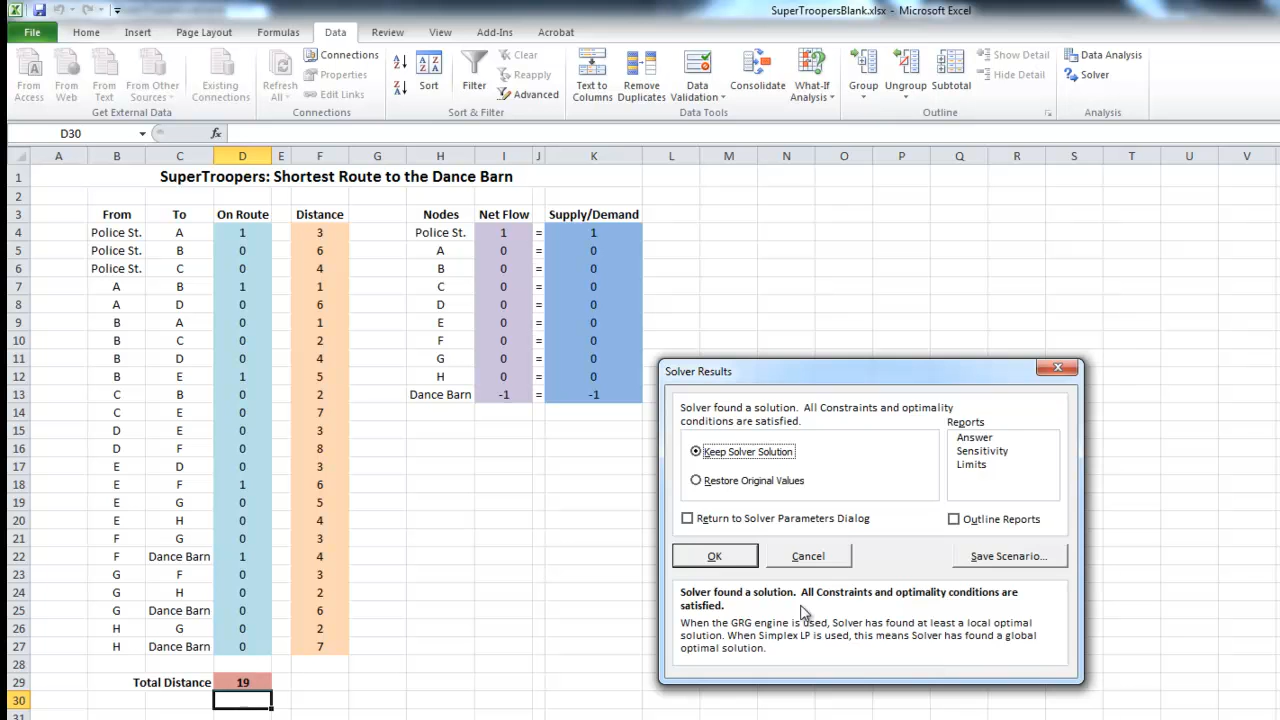 SuperTroopersBlank.xlsx - Microsoft Excel
File Home Insert Page Layout Formulas Data Review View Add-Ins Acrobat
From Access From Web From Text From Other Sources Existing Connections Refresh All Connections Properties Edit Links Sort Filter Clear Reapply Advanced Text to Columns Remove Duplicates Data Validation Consolidate What-If Analysis Group Ungroup Subtotal Show Detail Hide Detail Data Analysis Solver
Get External Data Connections Sort & Filter Data Tools Outline Analysis
D30 fx
A B C D E F G H I J K L M N O P Q R S T U V
1 SuperTroopers: Shortest Route to the Dance Barn
2
3 From To On Route Distance Nodes Net Flow Supply/Demand
4 Police St. A 1 3 Police St. 1 = 1
5 Police St. B 0 6 A 0 = 0
6 Police St. C 0 4 B 0 = 0
7 A B 1 1 C 0 = 0
8 A D 0 6 D 0 = 0
9 B A 0 1 E 0 = 0
10 B C 0 2 F 0 = 0
11 B D 0 4 G 0 = 0
12 B E 1 5 H 0 = 0
13 C B 0 2 Dance Barn -1 = -1
14 C E 0 7
15 D E 0 3
16 D F 0 8
17 E D 0 3
18 E F 1 6
19 E G 0 5
20 E H 0 4
21 F G 0 3
22 F Dance Barn 1 4
23 G F 0 3
24 G H 0 2
25 G Dance Barn 0 6
26 H G 0 2
27 H Dance Barn 0 7
28
29 Total Distance 19
30
31
Solver Results
Solver found a solution. All Constraints and optimality
conditions are satisfied.
Reports
Answer
Sensitivity
Limits
Keep Solver Solution
Restore Original Values
Return to Solver Parameters Dialog
Outline Reports
OK Cancel Save Scenario...
Solver found a solution. All Constraints and optimality conditions are
satisfied.
When the GRG engine is used, Solver has found at least a local optimal
solution. When Simplex LP is used, this means Solver has found a global
optimal solution.